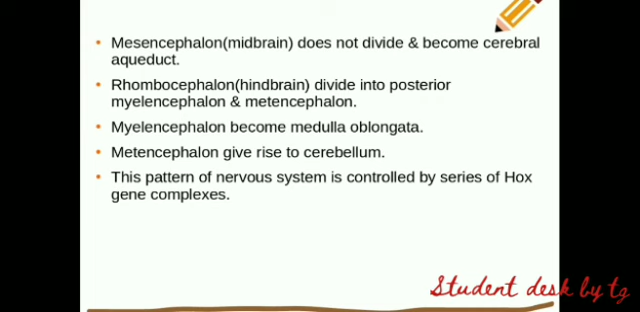 • Mesencephalon(midbrain) does not divide & become cerebral
aqueduct.
• Rhombocephalon(hindbrain) divide into posterior
myelencephalon & metencephalon.
• Myelencephalon become medulla oblongata.
• Metencephalon give rise to cerebellum.
• This pattern of nervous system is controlled by series of Hox
gene complexes.
Student desk by tg